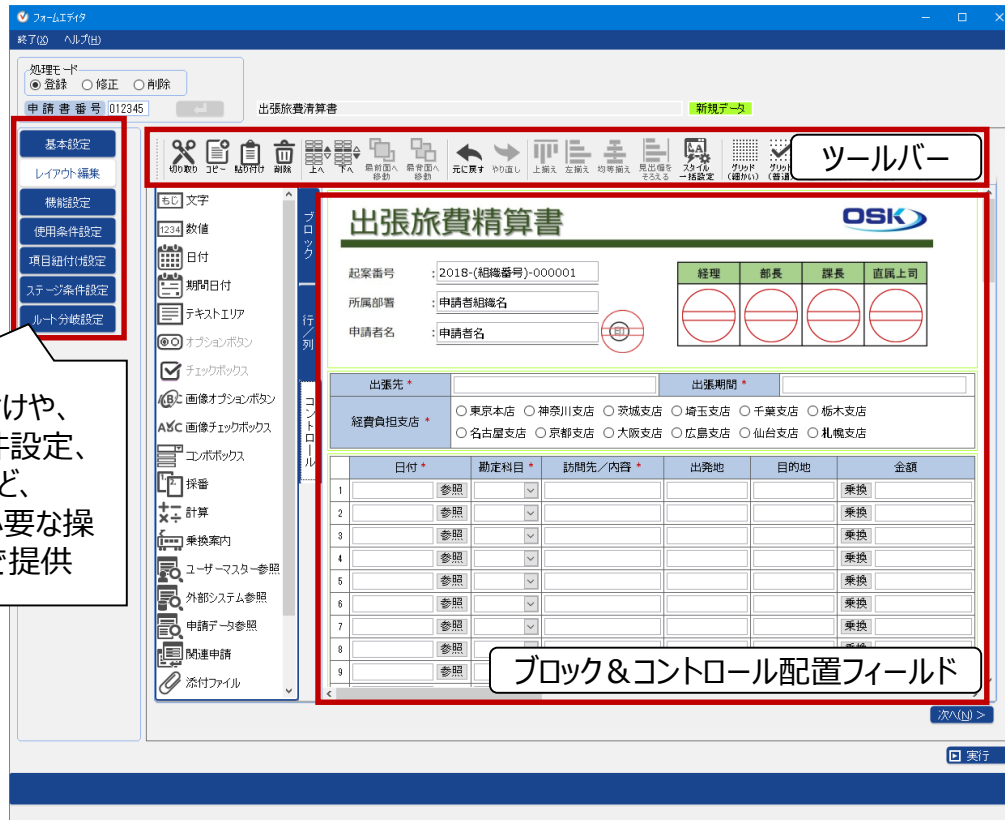 フォームエディタ
終了(X) ヘルプ(H)
処理モード
登録 修正 削除
申請書番号 012345 出張旅費清算書 新規データ
基本設定
レイアウト編集
機能設定
使用条件設定
項目紐付け設定
ステージ条件設定
ルート分岐設定
けや、
件設定、
ど、
必要な操
で提供
切り取り コピー 貼り付け 削除 上へ 下へ 最前面へ移動 最背面へ移動 元に戻す やり直し 上揃え 左揃え 均等揃え 見出幅をそろえる スタイル一括設定 グリッド(細かい) グリッド(普通)
ツールバー
もじ 文字
1234 数値
日付
期間日付
テキストエリア
オプションボタン
チェックボックス
画像オプションボタン
画像チェックボックス
コンボボックス
採番
計算
乗換案内
ユーザーマスター参照
外部システム参照
申請データ参照
関連申請
添付ファイル
ブロック
行/列
コントロール
出張旅費精算書 OSK
起案番号 :2018-(組織番号)-000001
所属部署 :申請者組織名
申請者名 :申請者名 印
経理 部長 課長 直属上司
出張先 * 出張期間 *
経費負担支店 * 東京本店 神奈川支店 茨城支店 埼玉支店 千葉支店 栃木支店
名古屋支店 京都支店 大阪支店 広島支店 仙台支店 札幌支店
日付 * 勘定科目 * 訪問先/内容 * 出発地 目的地 金額
1 参照 乗換
2 参照 乗換
3 参照 乗換
4 参照 乗換
5 参照 乗換
6 参照 乗換
7 参照 乗換
8 参照
9 参照
ブロック&コントロール配置フィールド
次へ(N) >
実行